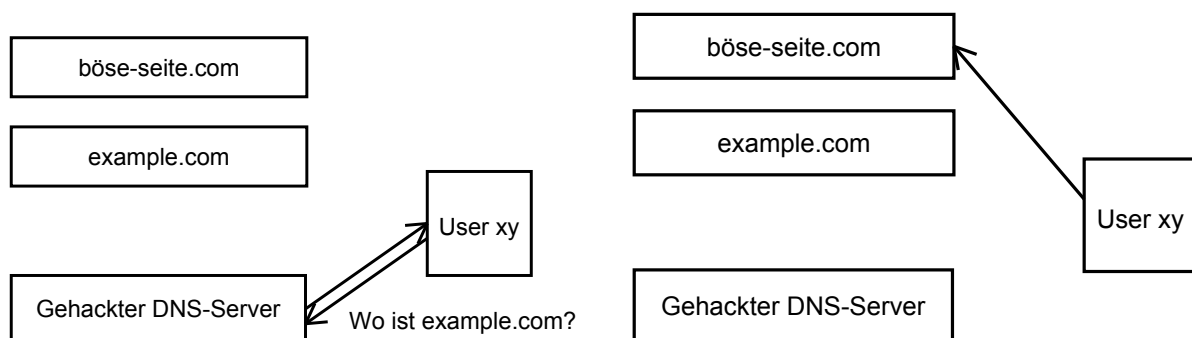 böse-seite.com
example.com
User xy
Gehackter DNS-Server
Wo ist example.com?
böse-seite.com
example.com
User xy
Gehackter DNS-Server